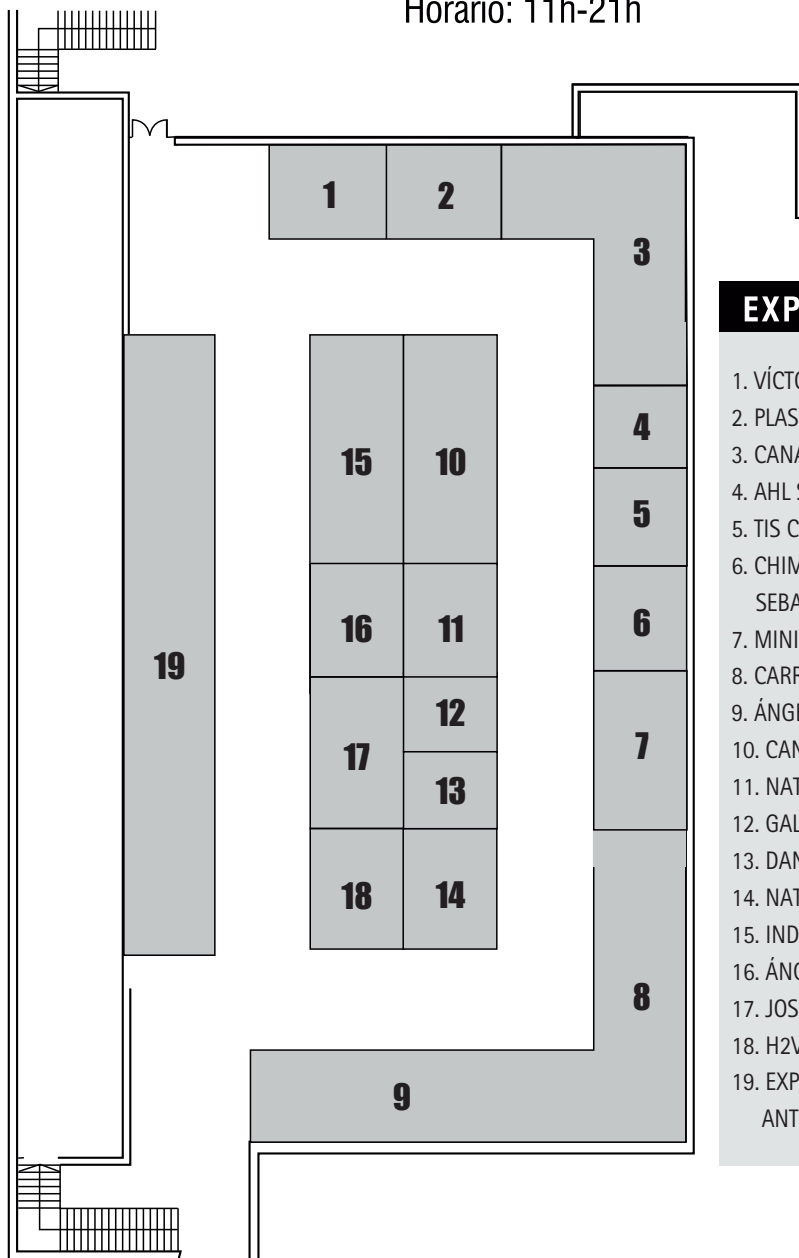 Horario: 11h-21h
1
2
3
4
5
6
7
8
9
10
11
12
13
14
15
16
17
18
19
EXP
1. VÍCTO
2. PLAS
3. CANA
4. AHL
5. TIS C
6. CHIM
SEBA
7. MINI
8. CARR
9. ÁNGE
10. CAN
11. NAT
12. GAL
13. DAN
14. NAT
15. IND
16. ÁNG
17. JOS
18. H2V
19. EXP
ANT